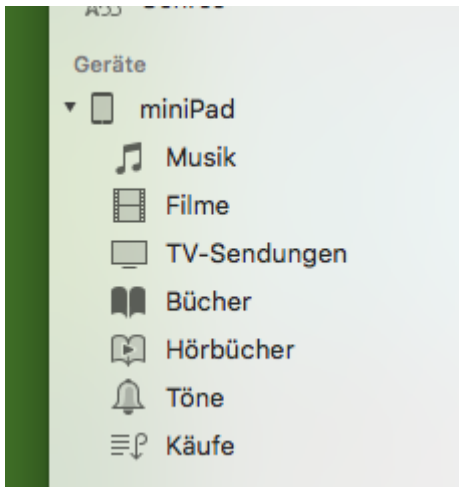 Geräte
miniPad
Musik
Filme
TV-Sendungen
Bücher
Hörbücher
Töne
Käufe